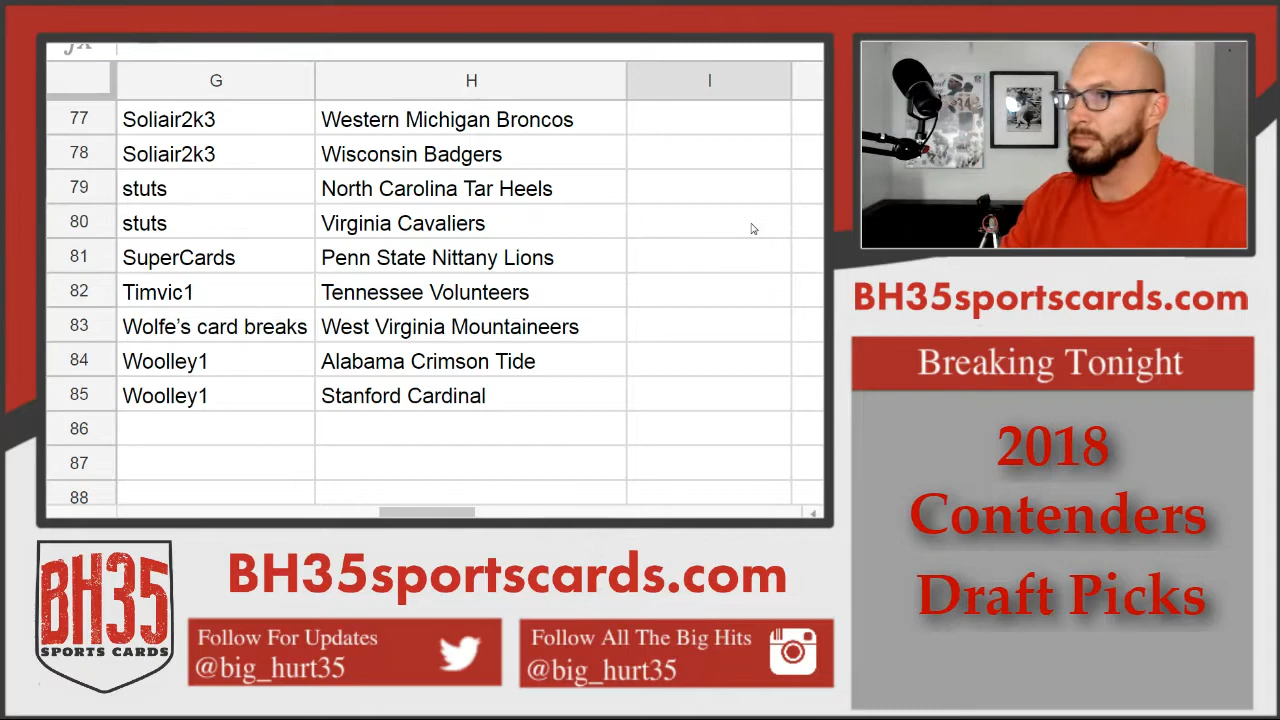 G H I
77 Soliair2k3 Western Michigan Broncos
78 Soliair2k3 Wisconsin Badgers
79 stuts North Carolina Tar Heels
80 stuts Virginia Cavaliers
81 SuperCards Penn State Nittany Lions
82 Timvic1 Tennessee Volunteers
83 Wolfe's card breaks West Virginia Mountaineers
84 Woolley1 Alabama Crimson Tide
85 Woolley1 Stanford Cardinal
86
87
88
34
BH35sportscards.com
Breaking Tonight
2018
Contenders
Draft Picks
BH35
SPORTS CARDS
BH35sportscards.com
Follow For Updates
@big_hurt35
Follow All The Big Hits
@big_hurt35